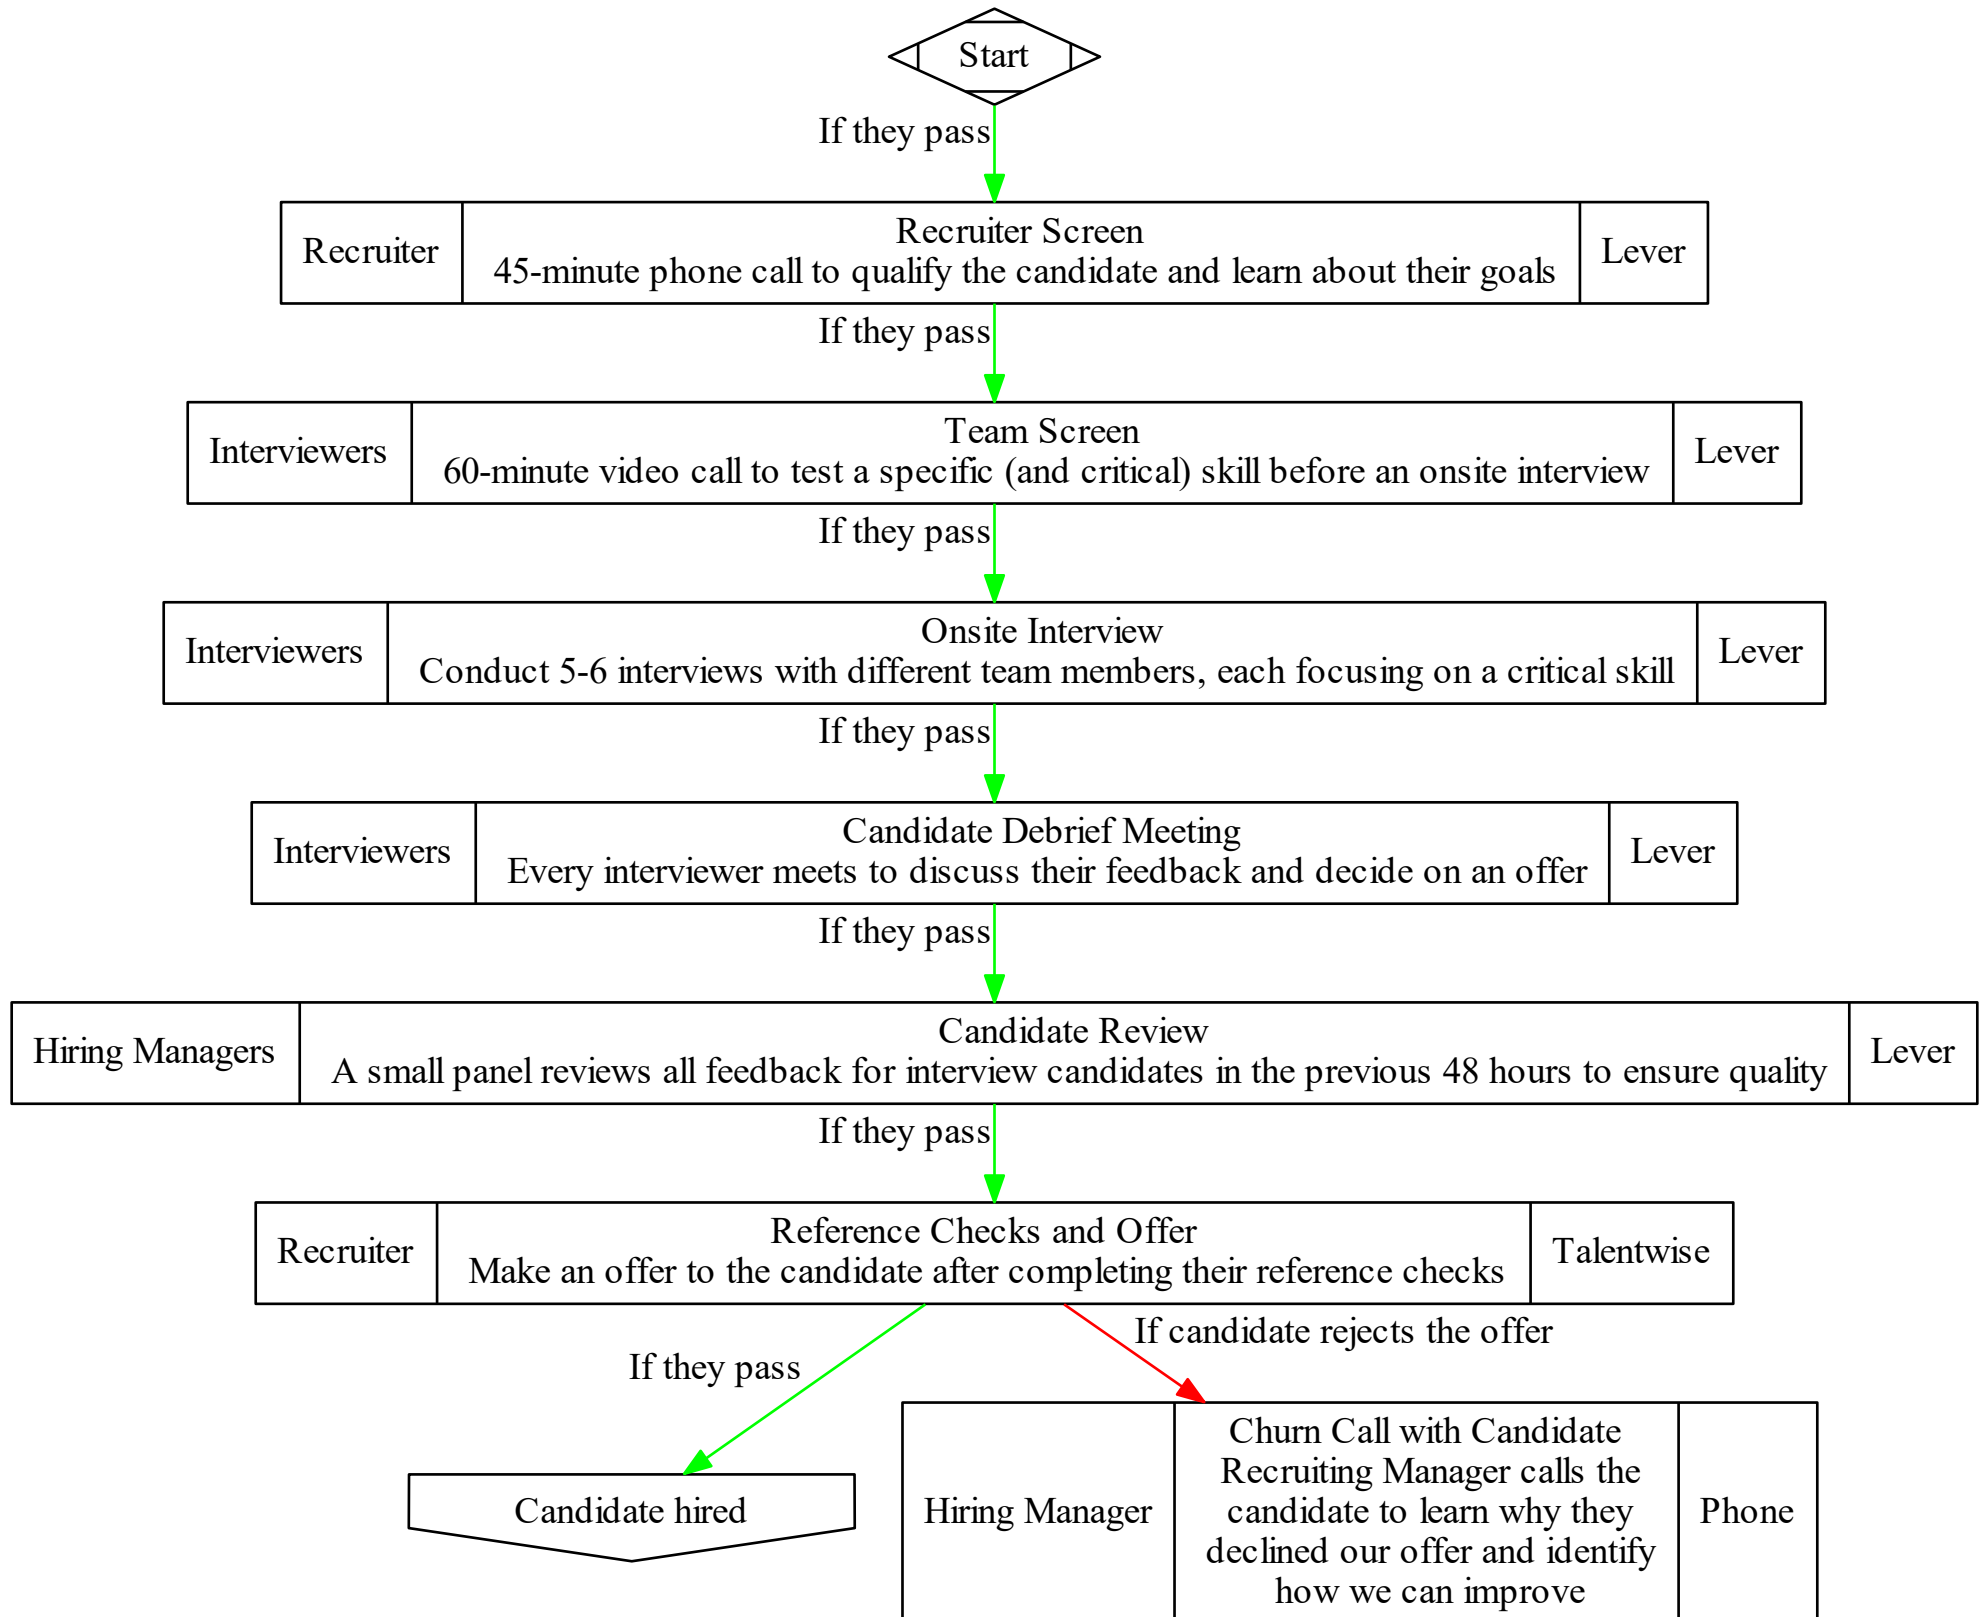 Start
If they pass
Recruiter
Recruiter Screen
45-minute phone call to qualify the candidate and learn about their goals
Lever
If they pass
Interviewers
Team Screen
60-minute video call to test a specific (and critical) skill before an onsite interview
Lever
If they pass
Interviewers
Onsite Interview
Conduct 5-6 interviews with different team members, each focusing on a critical skill
Lever
If they pass
Interviewers
Candidate Debrief Meeting
Every interviewer meets to discuss their feedback and decide on an offer
Lever
If they pass
Hiring Managers
Candidate Review
A small panel reviews all feedback for interview candidates in the previous 48 hours to ensure quality
Lever
If they pass
Recruiter
Reference Checks and Offer
Make an offer to the candidate after completing their reference checks
Talentwise
If they pass
If candidate rejects the offer
Candidate hired
Hiring Manager
Churn Call with Candidate
Recruiting Manager calls the
candidate to learn why they
declined our offer and identify
how we can improve
Phone